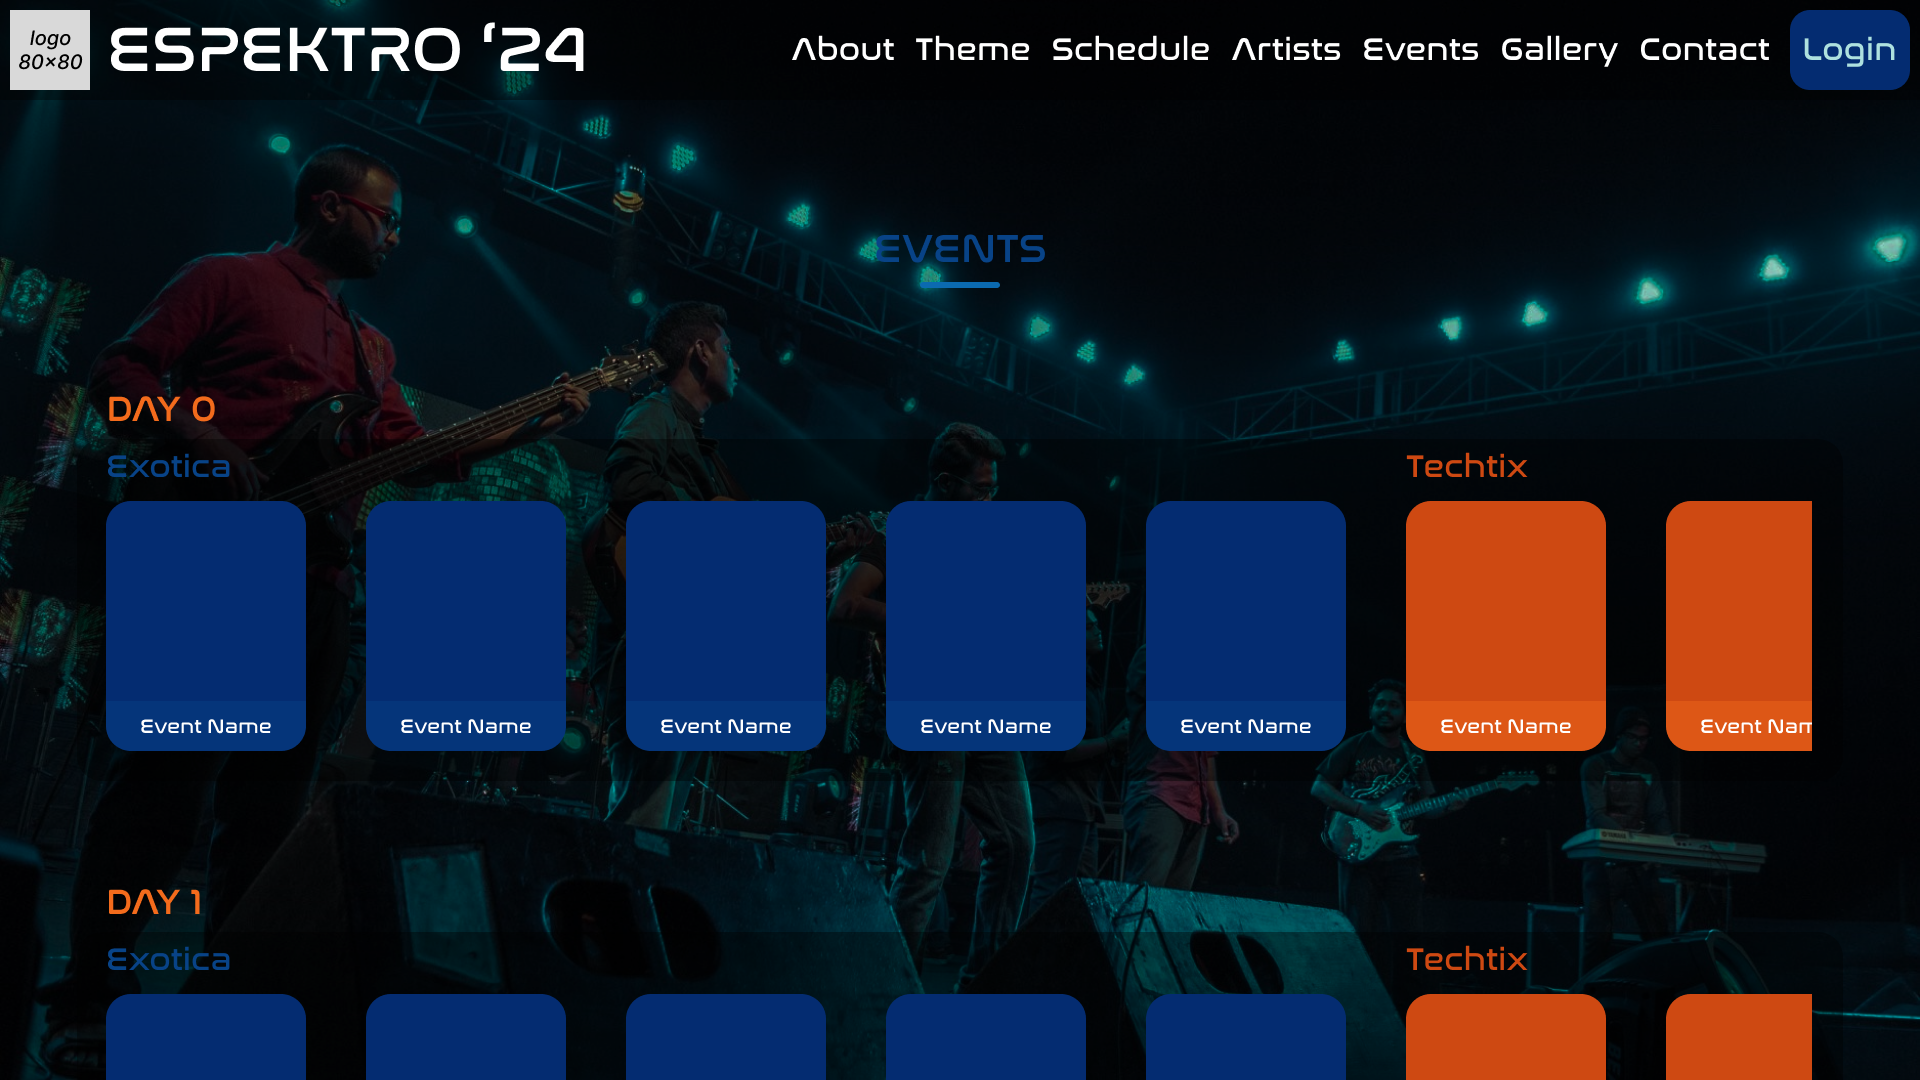 logo
80×80
ESPEKTRO ‘24
About Theme Schedule Artists Events Gallery Contact Login
EVENTS
DAY 0
Exotica Techtix
Event Name Event Name Event Name Event Name Event Name Event Name Event Nam
DAY 1
Exotica Techtix